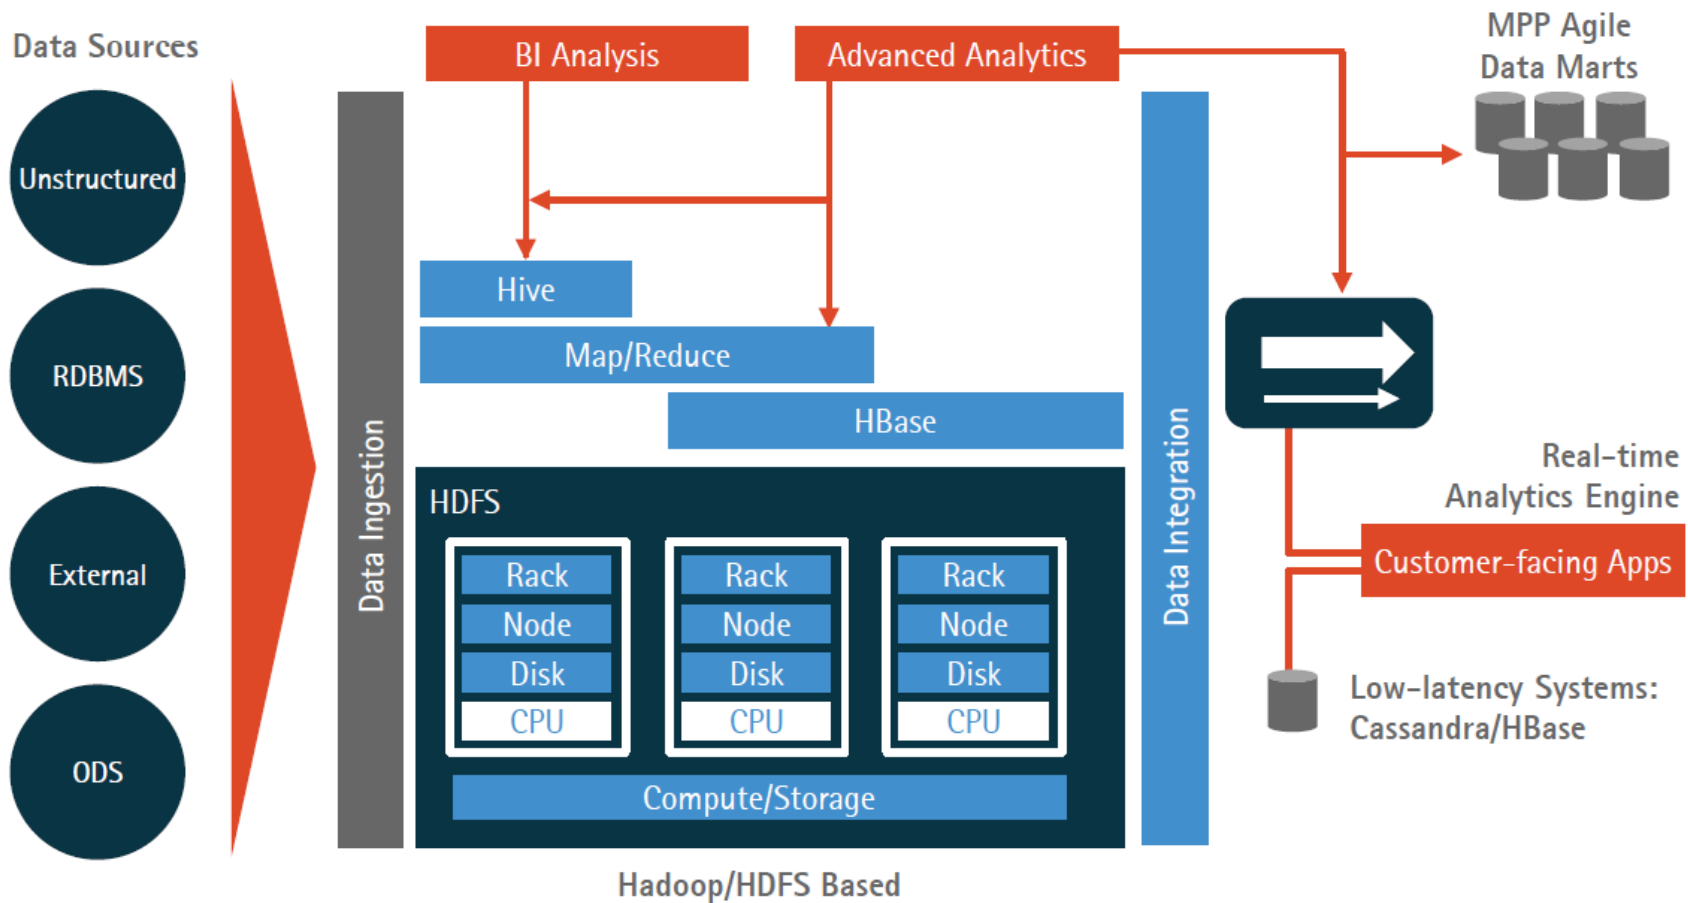 Data Sources
Unstructured
RDBMS
External
ODS
Data Ingestion
BI Analysis
Advanced Analytics
Hive
Map/Reduce
HBase
HDFS
Rack
Node
Disk
CPU
Rack
Node
Disk
CPU
Rack
Node
Disk
CPU
Compute/Storage
Hadoop/HDFS Based
Data Integration
MPP Agile
Data Marts
Real-time
Analytics Engine
Customer-facing Apps
Low-latency Systems:
Cassandra/HBase